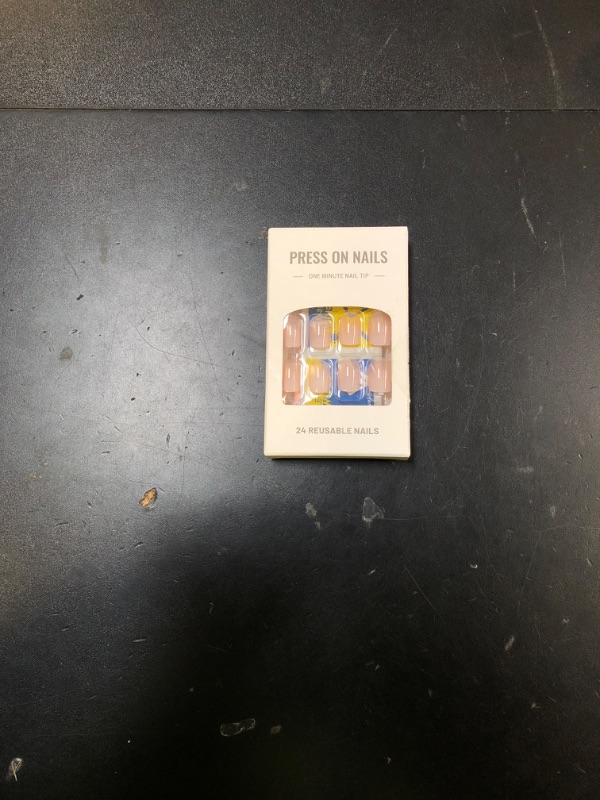 PRESS ON NAILS
ONE MINUTE NAIL TIP
24 REUSABLE NAILS